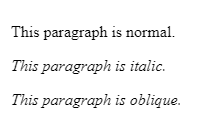 This paragraph is normal.
This paragraph is italic.
This paragraph is oblique.